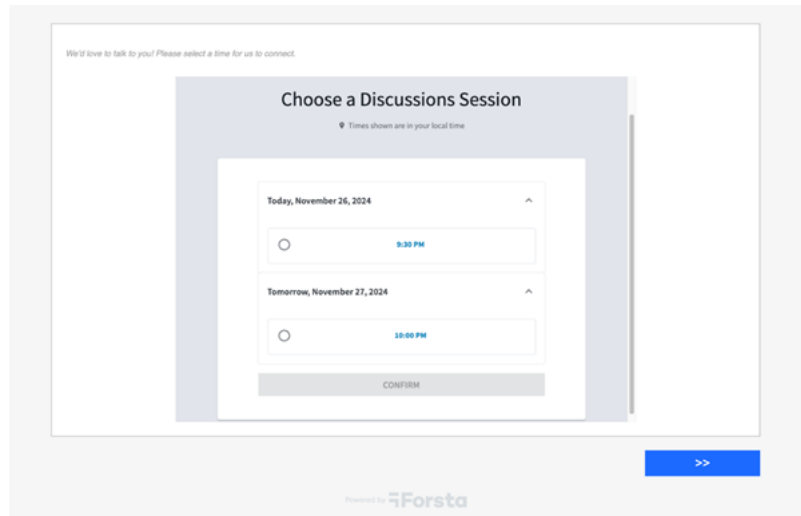 We'd love to talk to you! Please select a time for us to connect.
Choose a Discussions Session
Times shown are in your local time
Today, November 26, 2024
9:30 PM
Tomorrow, November 27, 2024
10:00 PM
CONFIRM
>>
Powered by Forsta